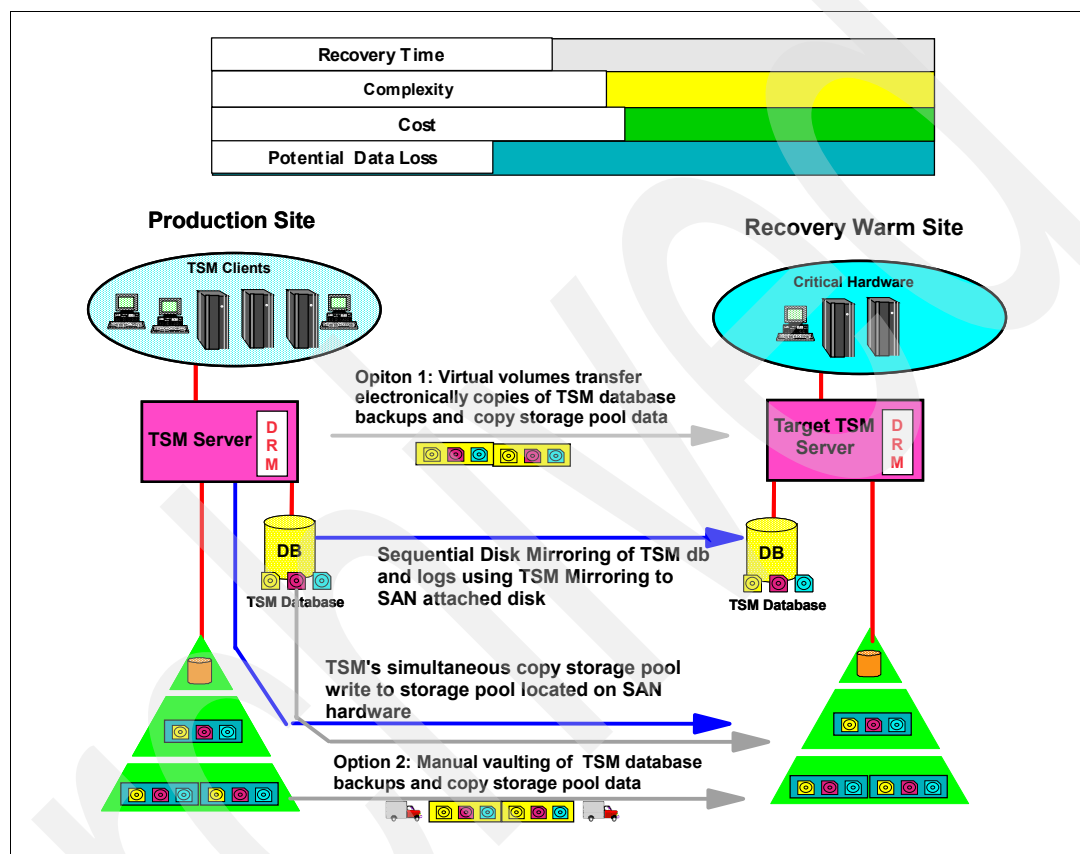 Recovery Time
Complexity
Cost
Potential Data Loss
Production Site
Recovery Warm Site
TSM Clients
Critical Hardware
Opiton 1: Virtual volumes transfer
electronically copies of TSM database
backups and copy storage pool data
TSM Server
D
R
M
Target TSM
Server
D
R
M
DB
TSM Database
Sequential Disk Mirroring of TSM db
and logs using TSM Mirroring to
SAN attached disk
DB
TSM Database
TSM's simultaneous copy storage pool
write to storage pool located on SAN
hardware
Option 2: Manual vaulting of TSM database
backups and copy storage pool data